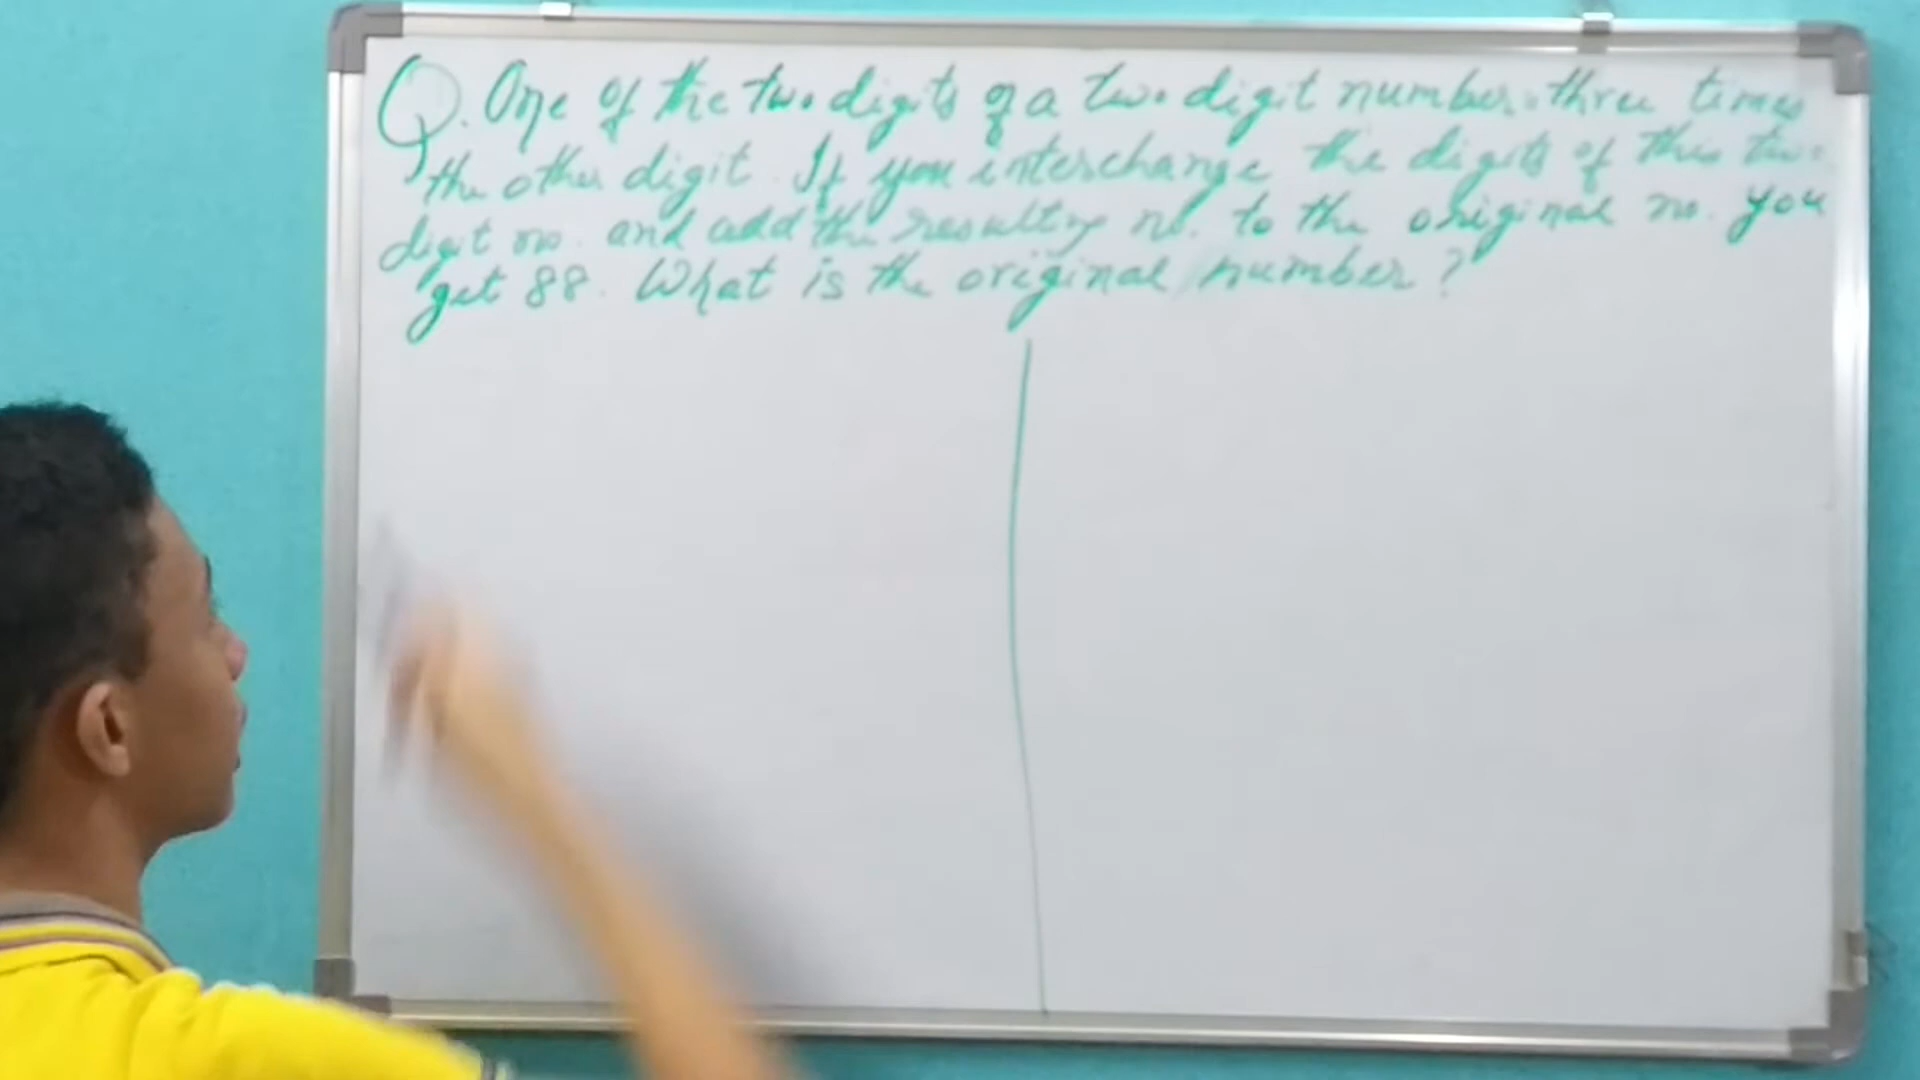 Q. One of the two digits of a two digit number is three times
the other digit. If you interchange the digits of this two
digit no. and add the resulting no. to the original no. you
get 88. What is the original number?